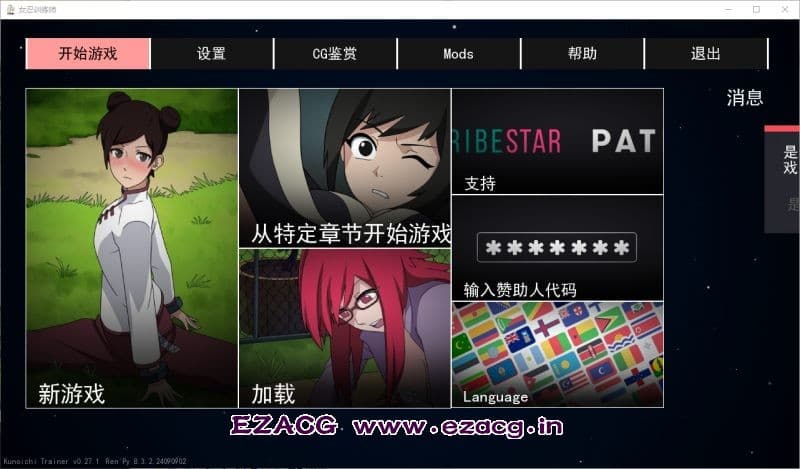 女忍训练师
开始游戏
设置
CG鉴赏
Mods
帮助
退出
消息
RIBESTAR
PAT
支持
是
戏
从特定章节开始游戏
*******
输入赞助人代码
新游戏
加载
Language
EZACG www.ezacg.in
Kunoichi Trainer v0.27.1 Ren'Py 8.3.2.24090902